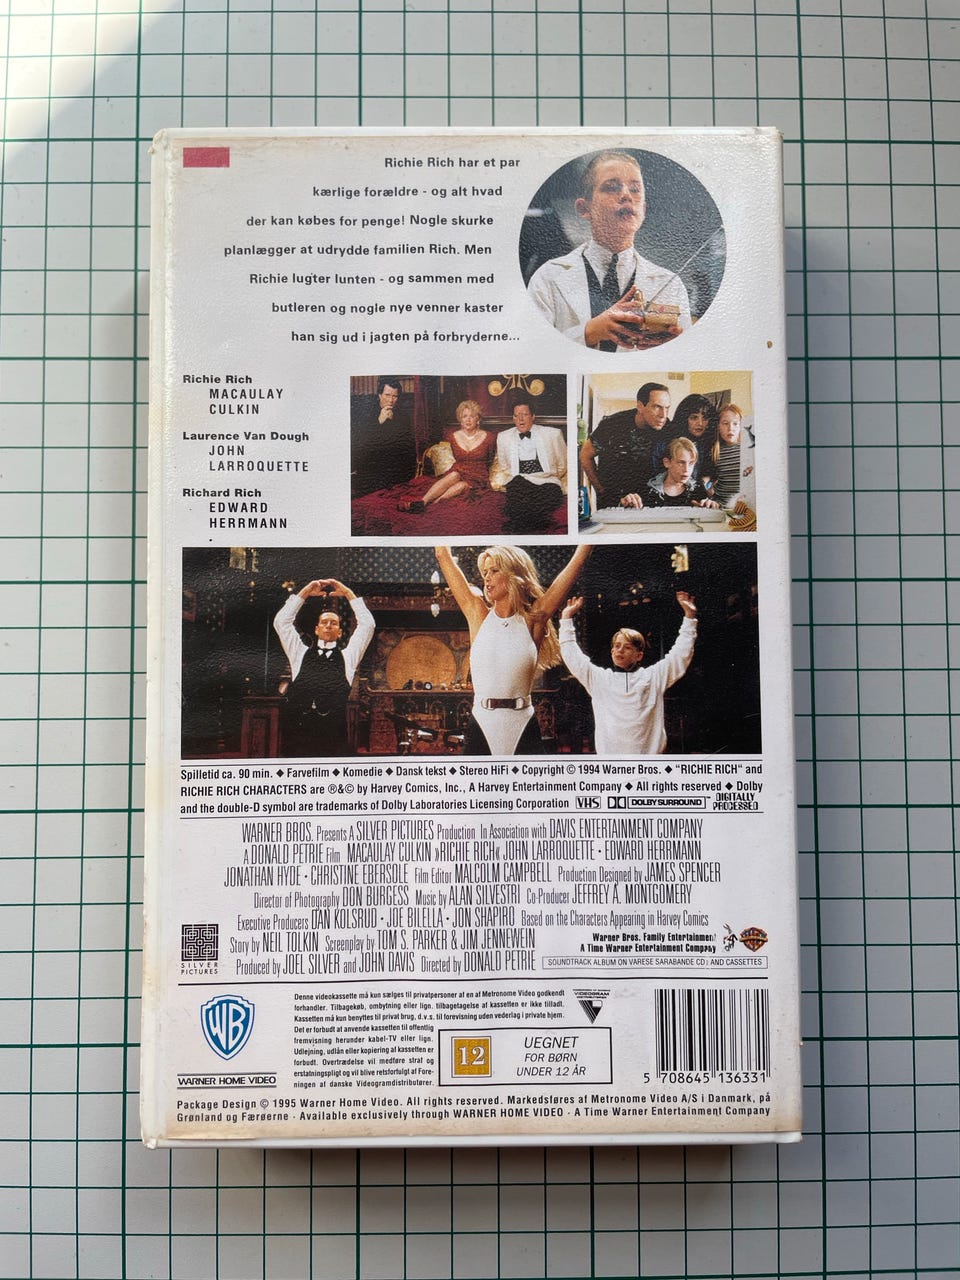 Richie Rich har et par
kærlige forældre - og alt hvad
der kan købes for penge! Nogle skurke
planlægger at udrydde familien Rich. Men
Richie lugter lunten - og sammen med
butleren og nogle nye venner kaster
han sig ud i jagten på forbryderne...
Richie Rich
MACAULAY
CULKIN
Laurence Van Dough
JOHN
LARROQUETTE
Richard Rich
EDWARD
HERRMANN
Spilletid ca. 90 min. ◆ Farvefilm ◆ Komedie ◆ Dansk tekst ◆ Stereo HiFi ◆ Copyright © 1994 Warner Bros. ◆ "RICHIE RICH" and
RICHIE RICH CHARACTERS are ®&© by Harvey Comics, Inc., A Harvey Entertainment Company ◆ All rights reserved ◆ Dolby
and the double-D symbol are trademarks of Dolby Laboratories Licensing Corporation VHS DOLBY SURROUND DIGITALLY PROCESSED
WARNER BROS. Presents A SILVER PICTURES Production In Association with DAVIS ENTERTAINMENT COMPANY
A DONALD PETRIE Film MACAULAY CULKIN »RICHIE RICH« JOHN LARROQUETTE · EDWARD HERRMANN
JONATHAN HYDE · CHRISTINE EBERSOLE Film Editor MALCOLM CAMPBELL Production Designed by JAMES SPENCER
Director of Photography DON BURGESS Music by ALAN SILVESTRI Co-Producer JEFFREY A. MONTGOMERY
Executive Producers DAN KOLSRUD · JOE BILELLA · JON SHAPIRO Based on the Characters Appearing in Harvey Comics
Story by NEIL TOLKIN Screenplay by TOM S. PARKER & JIM JENNEWEIN
Produced by JOEL SILVER and JOHN DAVIS Directed by DONALD PETRIE
SILVER
PICTURES
Warner Bros. Family Entertainment
A Time Warner Entertainment Company
SOUNDTRACK ALBUM ON VARESE SARABANDE CD; AND CASSETTES
WB
WARNER HOME VIDEO
Denne videokassette må kun sælges til privatpersoner af en af Metronome Video godkendt
forhandler. Tilbagekøb, ombytning eller lign. tilbagetagelse af kassetten er ikke tilladt.
Kassetten må kun benyttes til privat brug, d.v.s. til forevisning uden vederlag i private hjem.
Det er forbudt at anvende kassetten til offentlig
fremvisning herunder kabel-TV eller lign.
Udlejning, udlån eller kopiering af kassetten er
forbudt. Overtrædelse vil medføre straf og
erstatningspligt og vil blive retsforfulgt af Fore-
ningen af danske Videogramdistributører.
VIDEOGRAM
12
UEGNET
FOR BØRN
UNDER 12 ÅR
5 708645 136331
Package Design © 1995 Warner Home Video. All rights reserved. Markedsføres af Metronome Video A/S i Danmark, på
Grønland og Færøerne · Available exclusively through WARNER HOME VIDEO · A Time Warner Entertainment Company